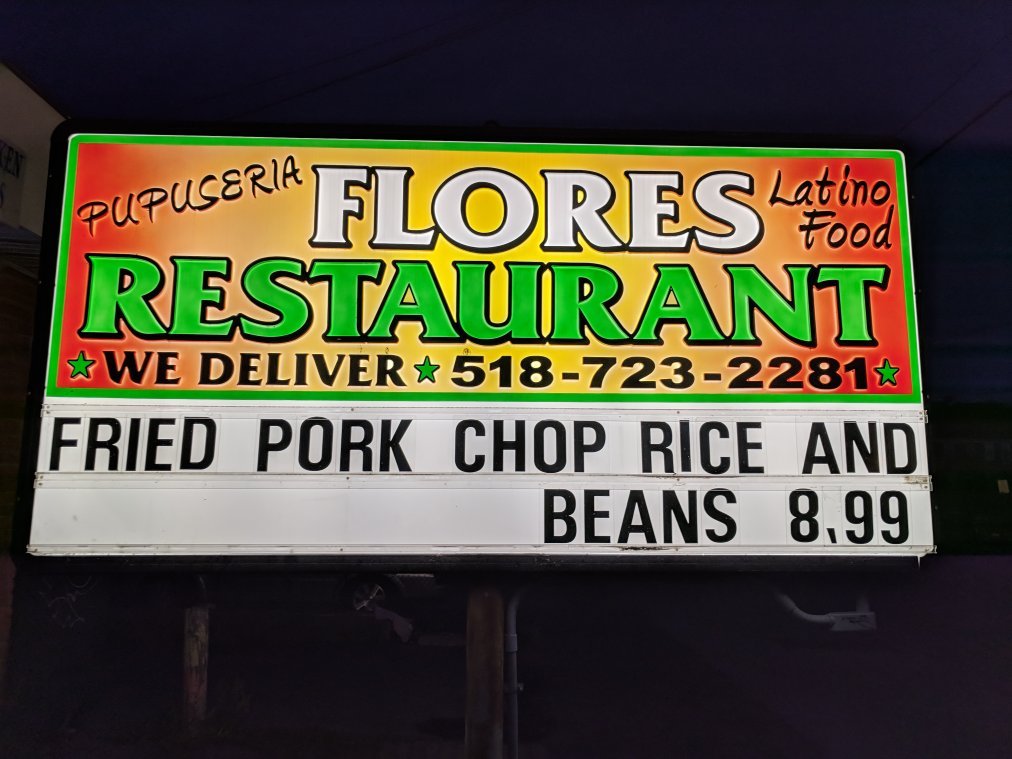 PUPUSERIA FLORES Latino Food
RESTAURANT
★ WE DELIVER ★ 518-723-2281 ★
FRIED PORK CHOP RICE AND
BEANS 8.99